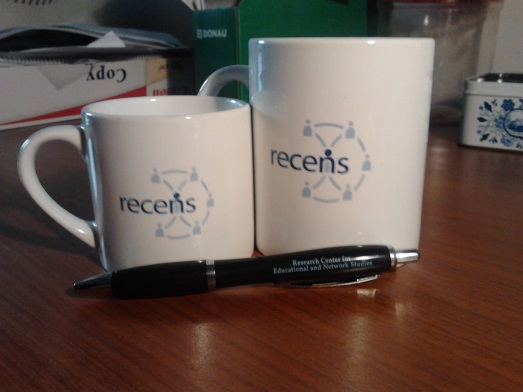 DONAU
Copy
recens
recens
Research Center for
Educational and Network Studies